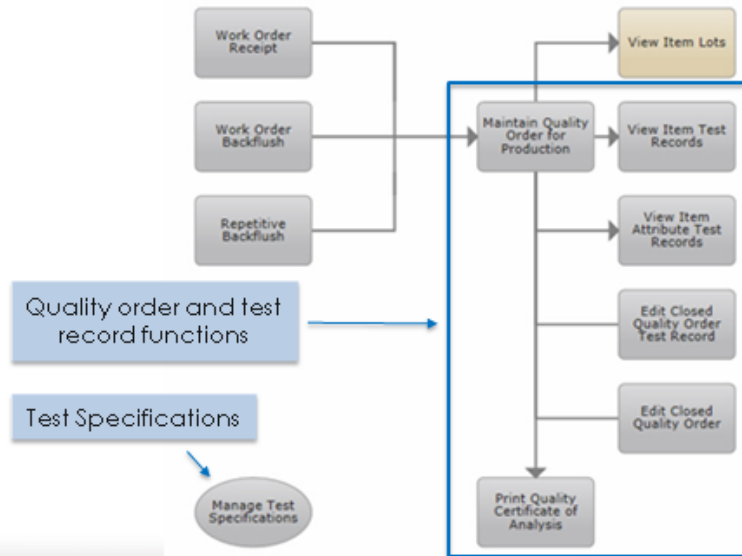 Work Order
Receipt
View Item Lots
Work Order
Backflush
Maintain Quality
Order for
Production
View Item Test
Records
Repetitive
Backflush
View Item
Attribute Test
Records
Quality order and test
record functions
Edit Closed
Quality Order
Test Record
Test Specifications
Edit Closed
Quality Order
Manage Test
Specifications
Print Quality
Certificate of
Analysis